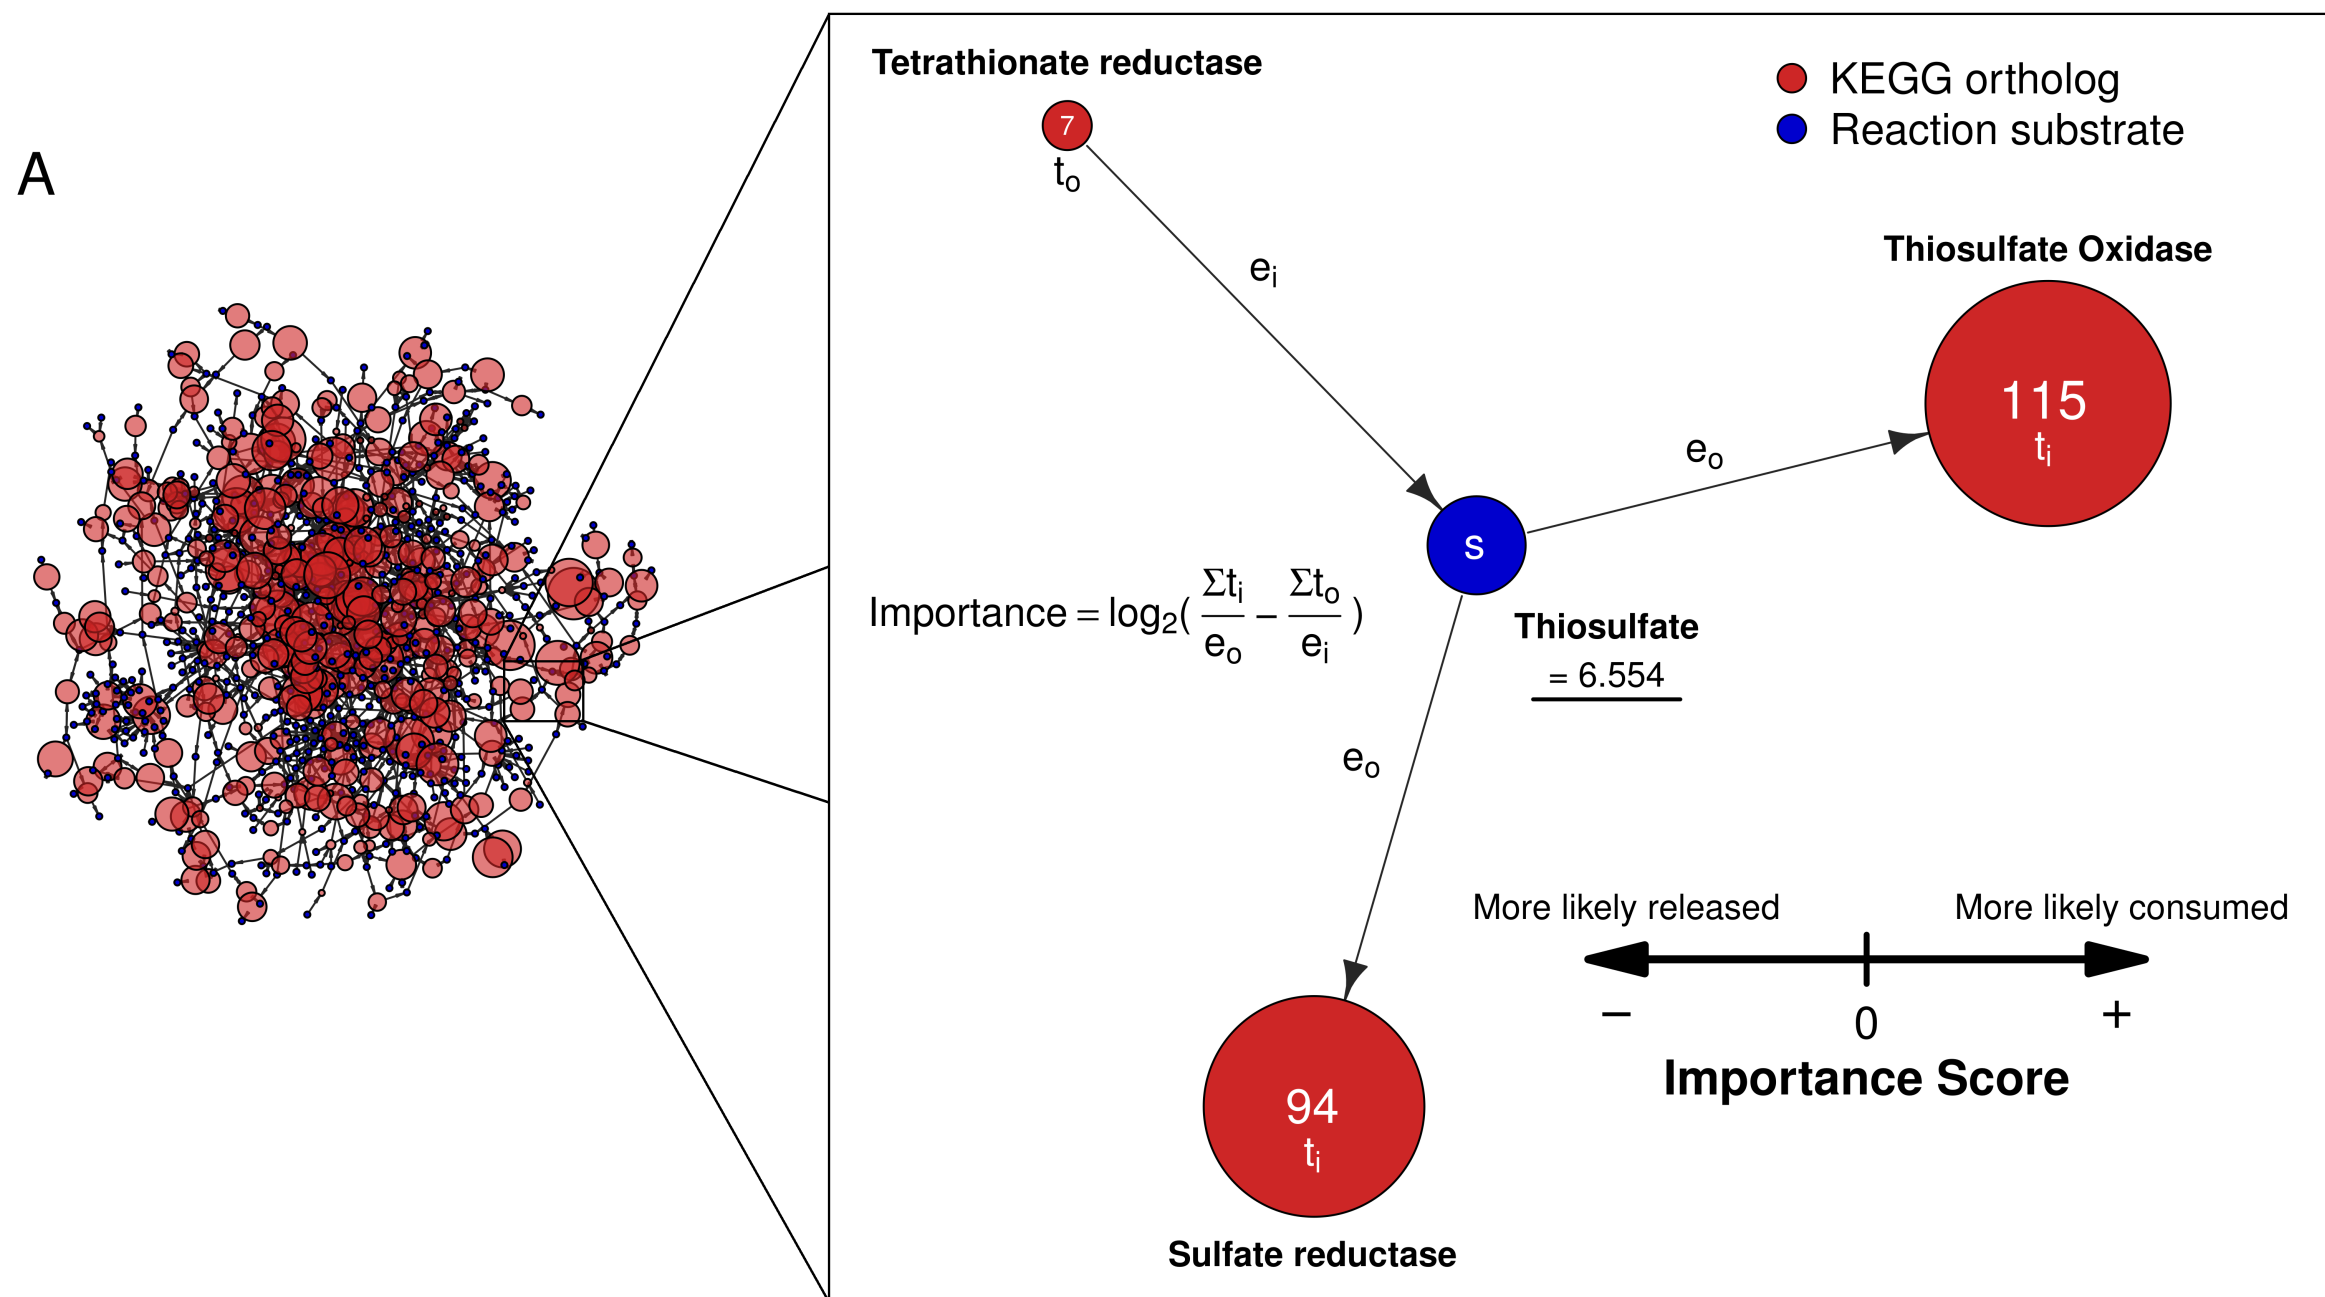 A
Tetrathionate reductase
7
to
ei
KEGG ortholog
Reaction substrate
Thiosulfate Oxidase
115
ti
eo
s
Importance = log2( Σti/eo − Σto/ei )
Thiosulfate
= 6.554
eo
94
ti
Sulfate reductase
More likely released
More likely consumed
− 0 +
Importance Score